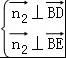 n₂ ⊥ BD
n₂ ⊥ BE